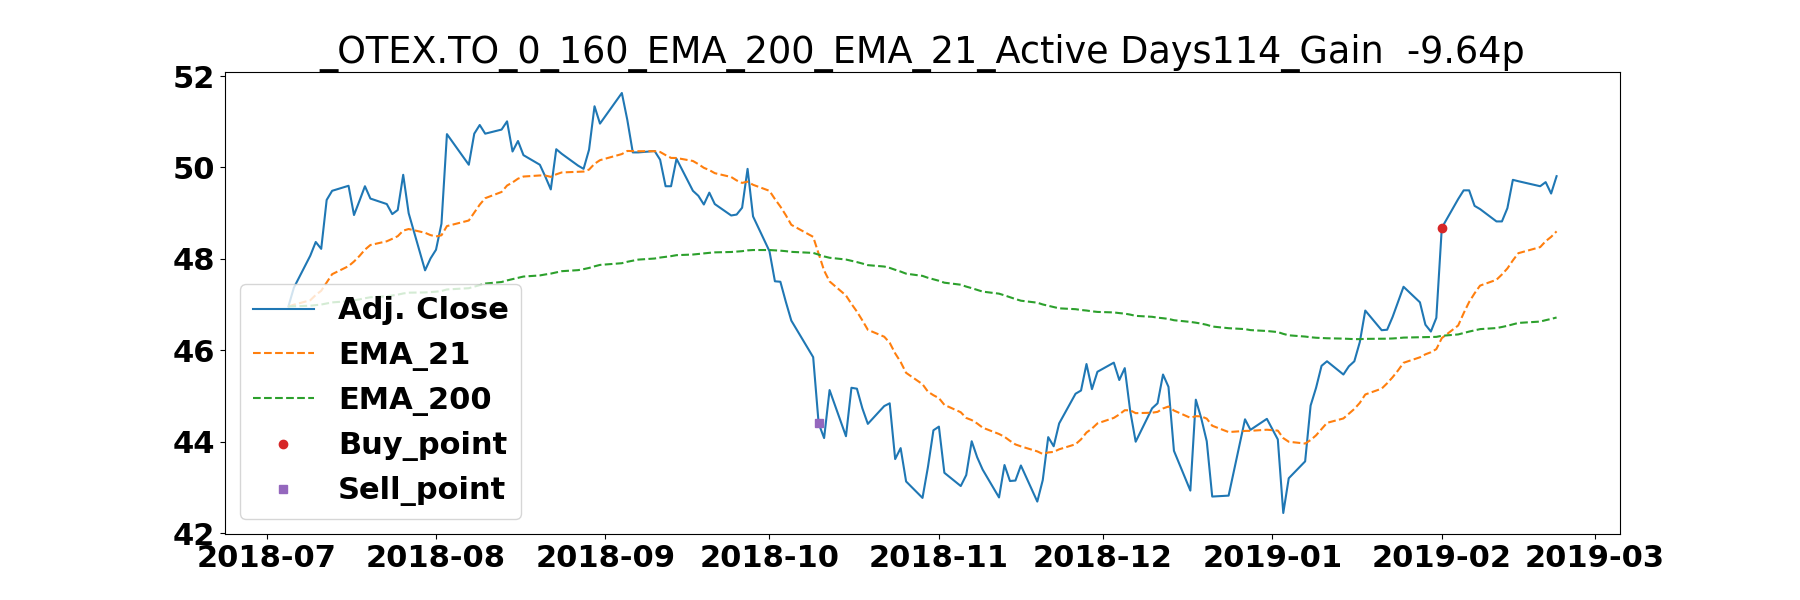 _OTEX.TO_0_160_EMA_200_EMA_21_Active Days114_Gain  -9.64p
52
50
48
46
44
42
Adj. Close
EMA_21
EMA_200
Buy_point
Sell_point
2018-07 2018-08 2018-09 2018-10 2018-11 2018-12 2019-01 2019-02 2019-03